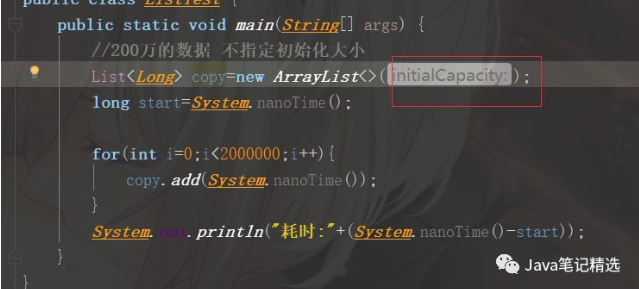 public class ListTest {
public static void main(String[] args) {
//200万的数据 不指定初始化大小
List<Long> copy=new ArrayList<>( initialCapacity: );
long start=System.nanoTime();
for(int i=0;i<2000000;i++){
copy.add(System.nanoTime());
}
System.out.println("耗时:"+(System.nanoTime()-start));
}
}
Java笔记精选